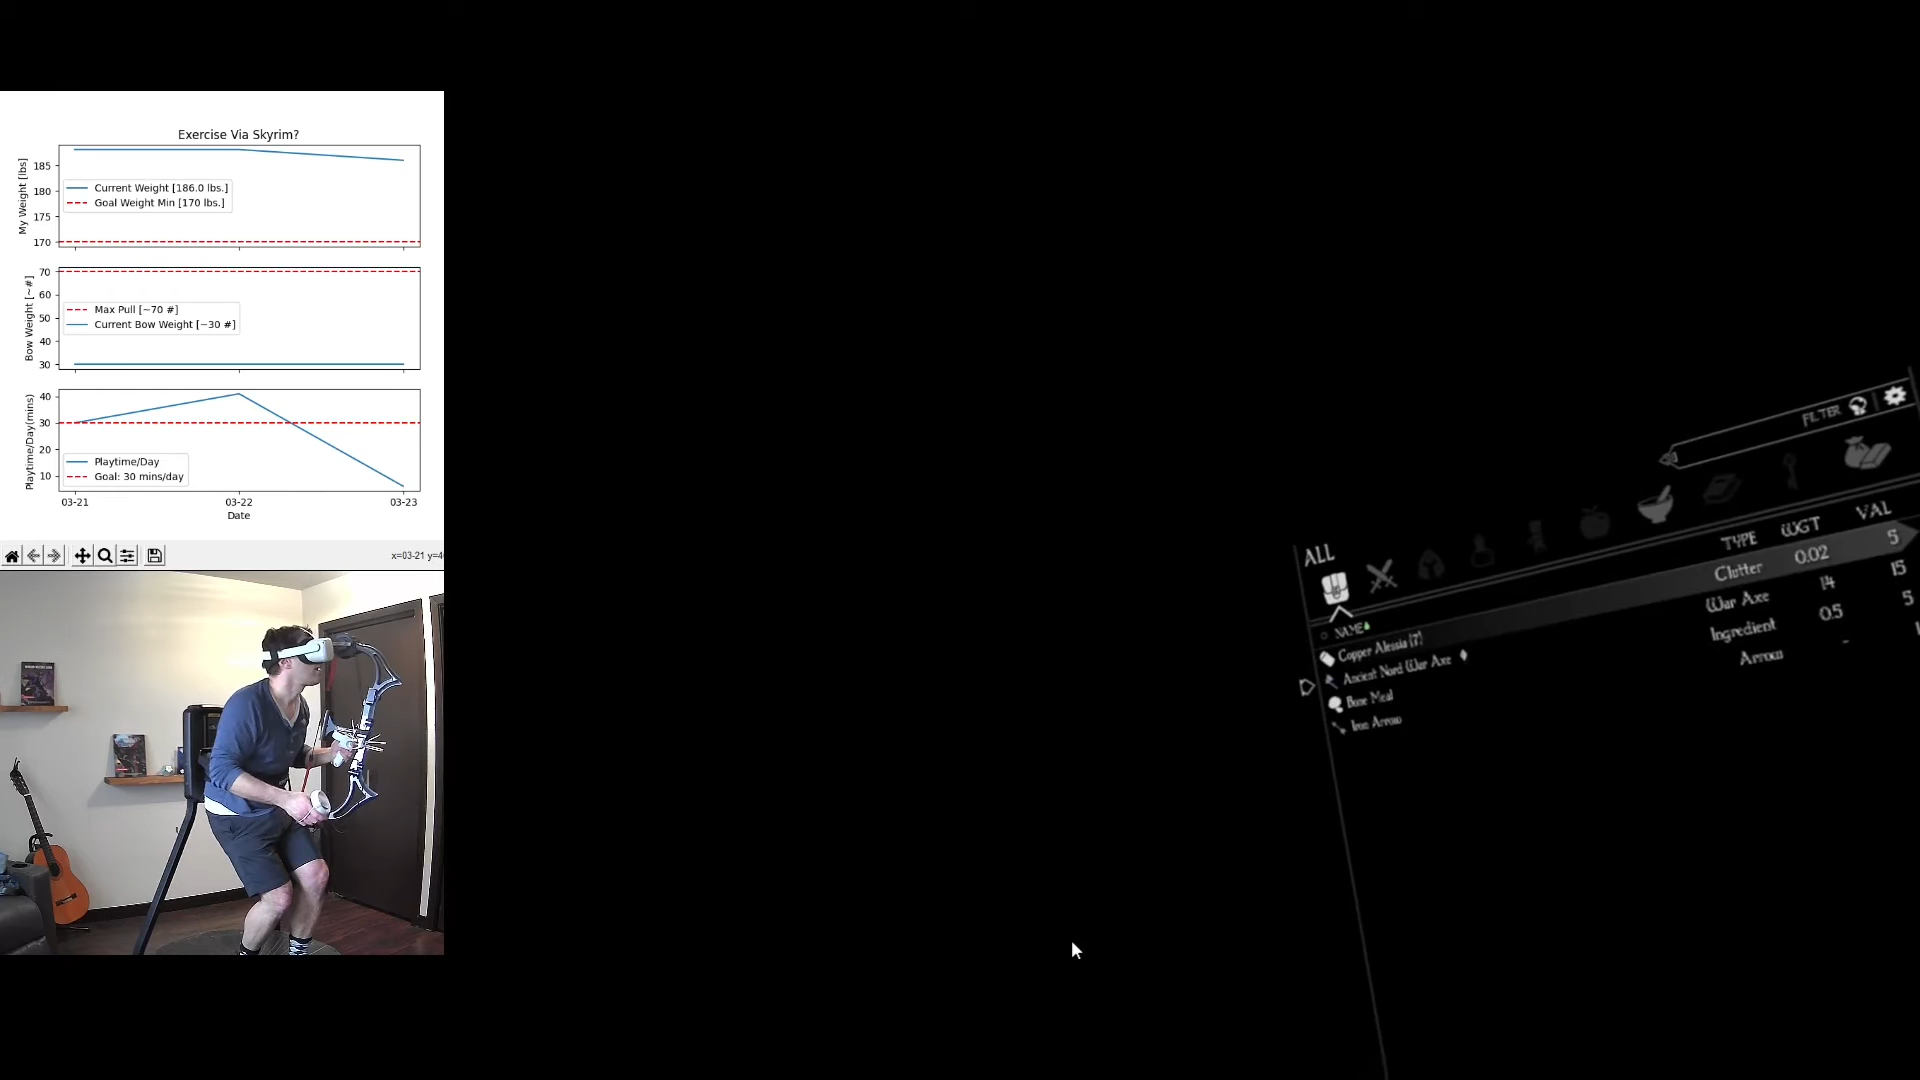 Exercise Via Skyrim?
My Weight [lbs]
185
180
175
170
Current Weight [186.0 lbs.]
Goal Weight Min [170 lbs.]
Bow Weight [~#]
70
60
50
40
30
Max Pull [~70 #]
Current Bow Weight [~30 #]
Playtime/Day(mins)
40
30
20
10
Playtime/Day
Goal: 30 mins/day
03-21 03-22 03-23
Date
x=03-21 y=4
FILTER
ALL
NAME TYPE WGT VAL
Copper Alessia (7) Clutter 0.02 5
Ancient Nord War Axe War Axe 14 15
Bone Meal Ingredient 0.5 5
Iron Arrow Arrow -